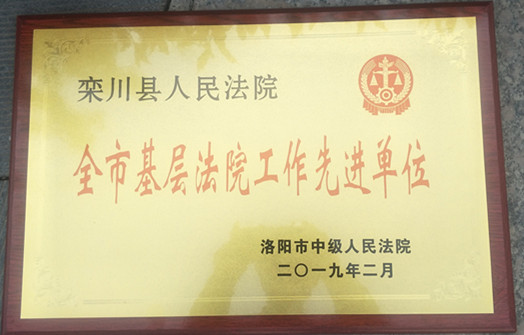 栾川县人民法院
全市基层法院工作先进单位
洛阳市中级人民法院
二〇一九年二月